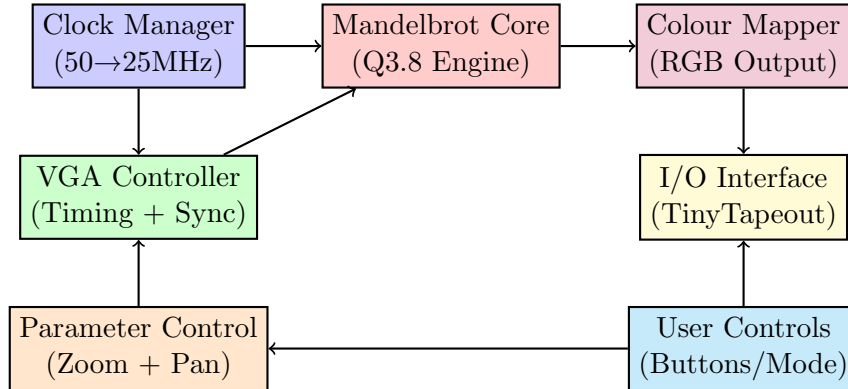 Clock Manager
(50→25MHz)
Mandelbrot Core
(Q3.8 Engine)
Colour Mapper
(RGB Output)
VGA Controller
(Timing + Sync)
I/O Interface
(TinyTapeout)
Parameter Control
(Zoom + Pan)
User Controls
(Buttons/Mode)